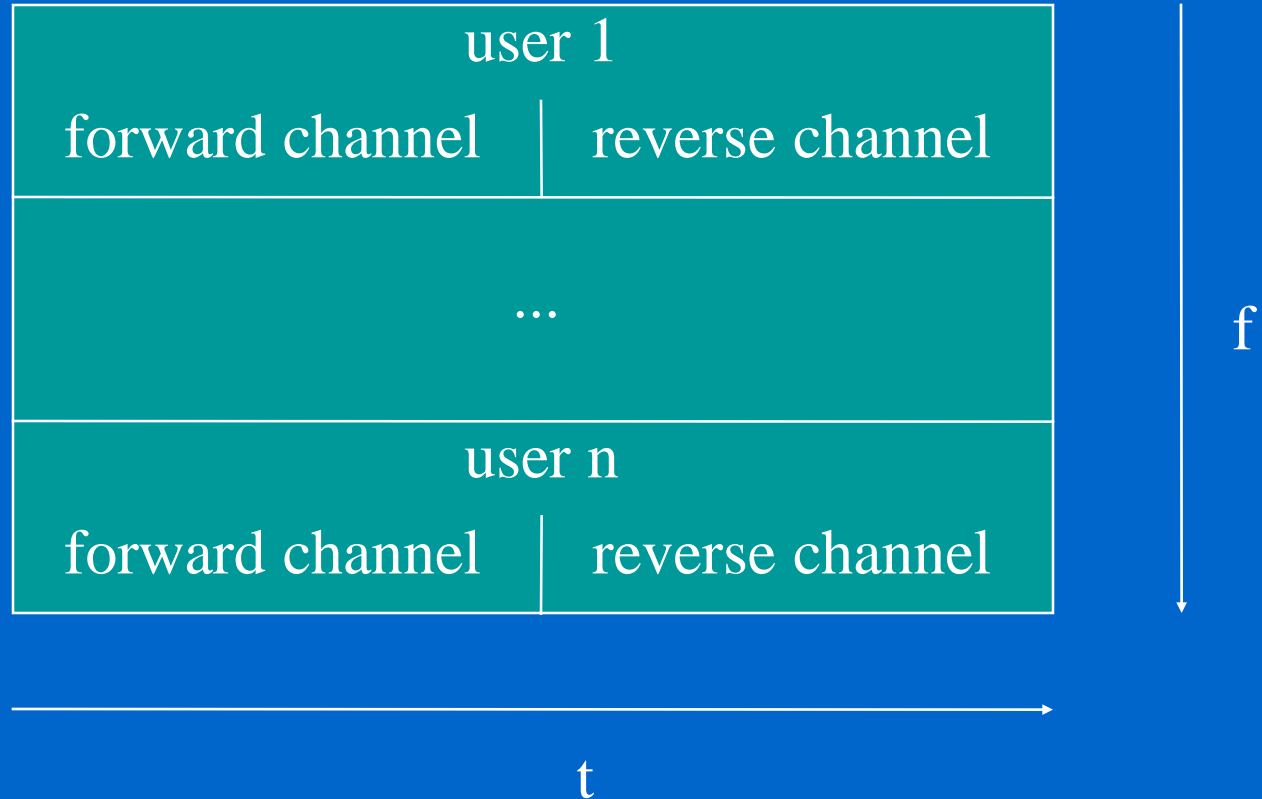 user 1
forward channel reverse channel
...
f
user n
forward channel reverse channel
t